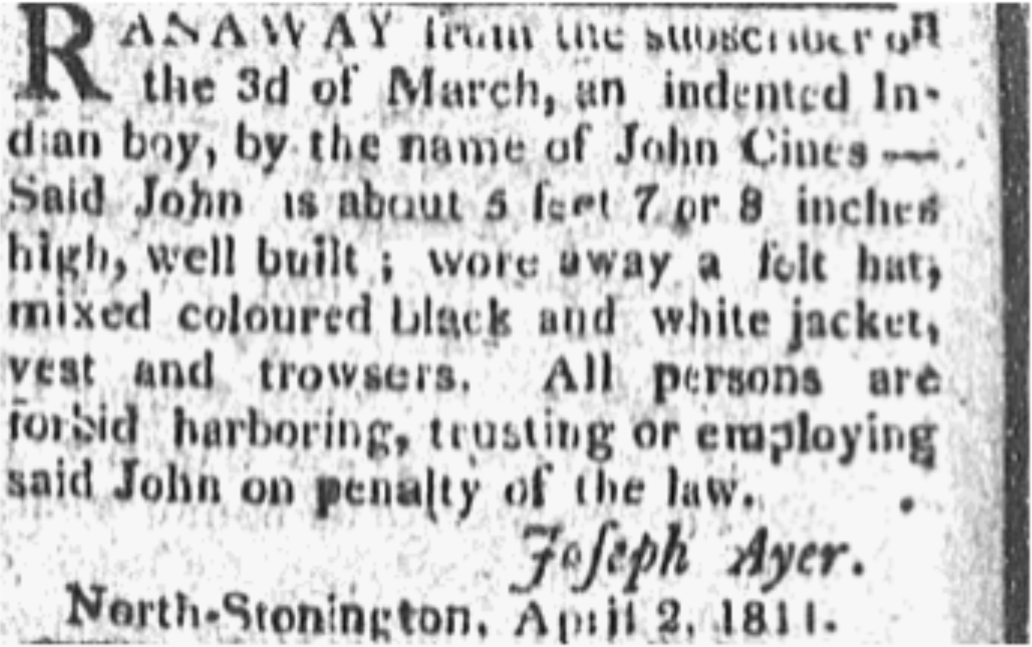 RANAWAY from the subscriber on
the 3d of March, an indented In-
dian boy, by the name of John Cines —
Said John is about 5 feet 7 or 8 inches
high, well built ; wore away a felt hat,
mixed coloured black and white jacket,
vest and trowsers. All persons are
forbid harboring, trusting or employing
said John on penalty of the law.
Joſeph Ayer.
North-Stonington, April 2, 1811.